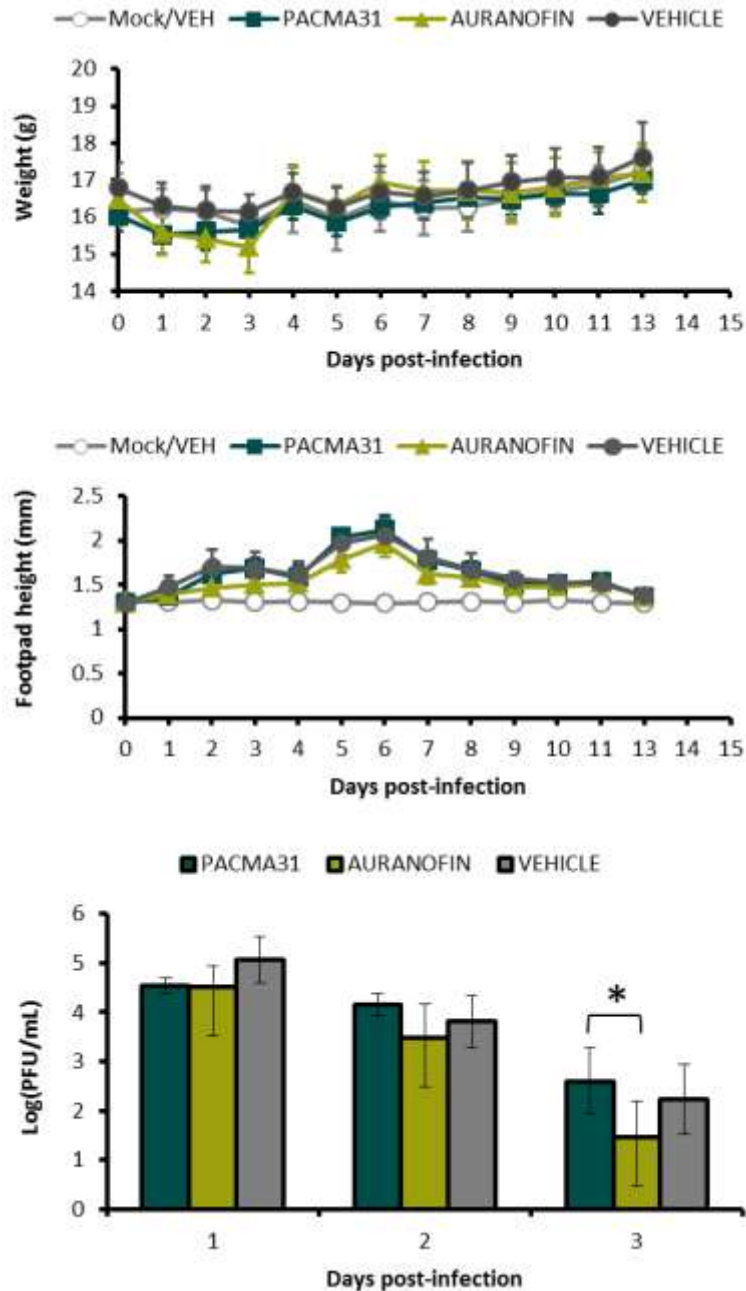 Mock/VEH PACMA31 AURANOFIN VEHICLE
20
19
18
17
16
15
14
Weight (g)
0 1 2 3 4 5 6 7 8 9 10 11 13 14 15
Days post-infection
Mock/VEH PACMA31 AURANOFIN VEHICLE
2.5
2
1.5
1
0.5
0
Footpad height (mm)
0 1 2 3 4 5 6 7 8 9 10 11 13 14 15
Days post-infection
PACMA31 AURANOFIN VEHICLE
6
5
4
3
2
1
0
Log(PFU/mL)
*
1 2 3
Days post-infection